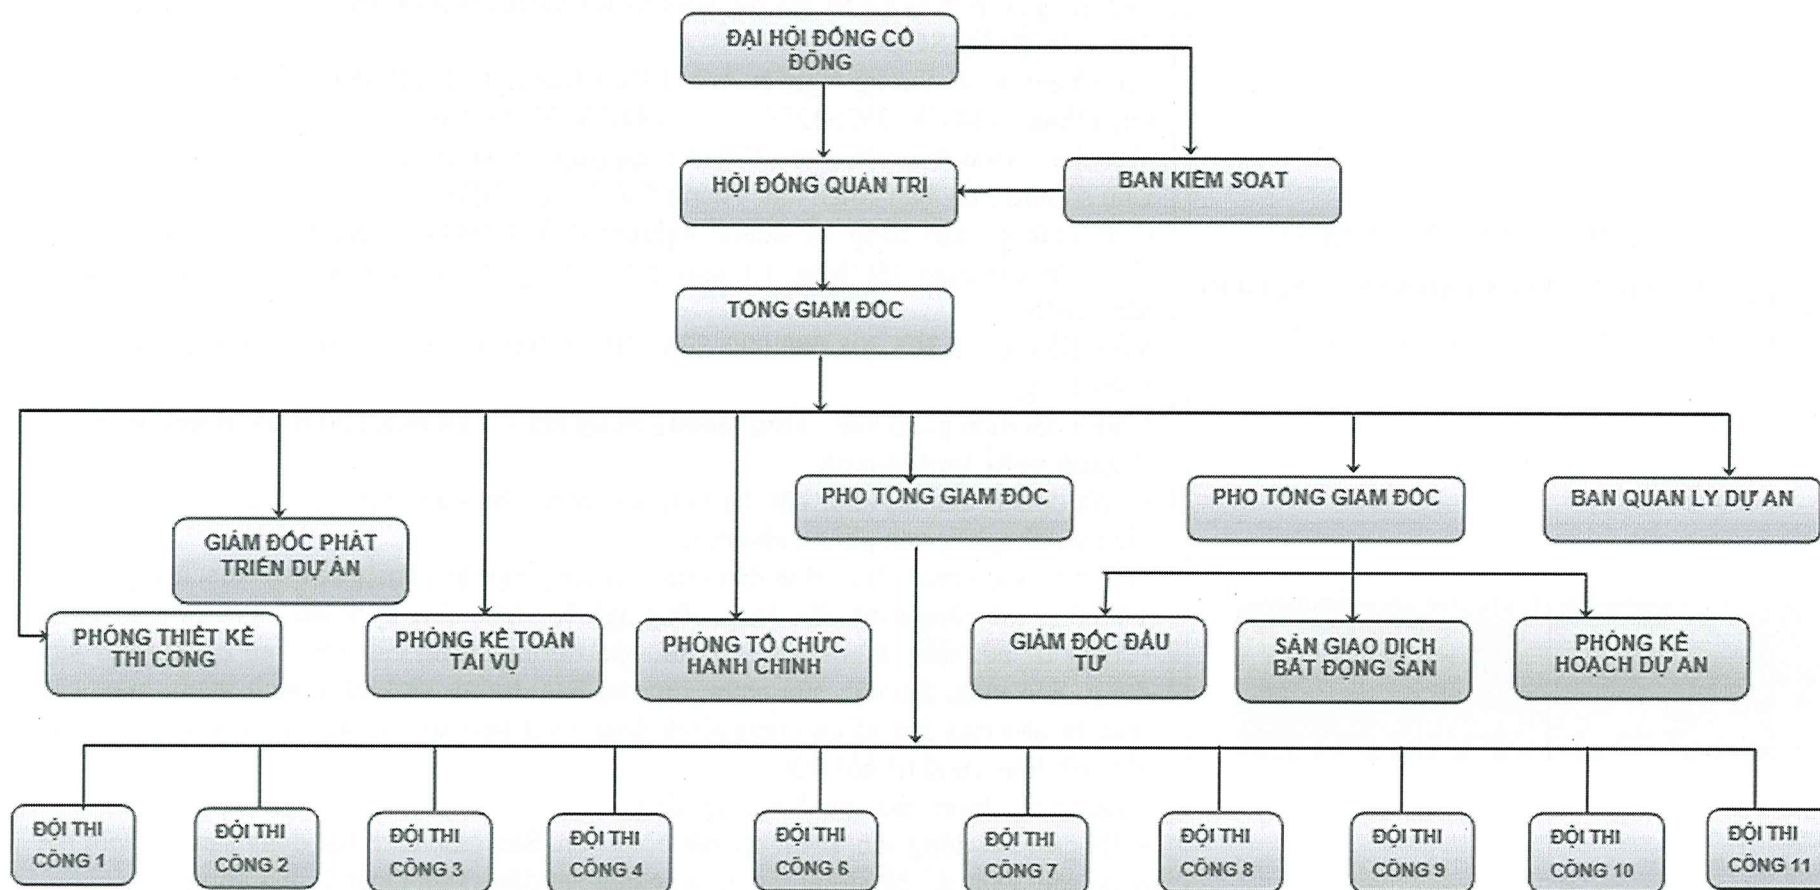 ĐẠI HỘI ĐỒNG CỔ
ĐÔNG
HỘI ĐỒNG QUẢN TRỊ
BAN KIỂM SOÁT
TỔNG GIÁM ĐỐC
PHÓ TỔNG GIÁM ĐỐC
PHÓ TỔNG GIÁM ĐỐC
BAN QUẢN LÝ DỰ ÁN
GIÁM ĐỐC PHÁT
TRIỂN DỰ ÁN
PHÒNG THIẾT KẾ
THI CÔNG
PHÒNG KẾ TOÁN
TÀI VỤ
PHÒNG TỔ CHỨC
HÀNH CHÍNH
GIÁM ĐỐC ĐẦU
TƯ
SÀN GIAO DỊCH
BẤT ĐỘNG SẢN
PHÒNG KẾ
HOẠCH DỰ ÁN
ĐỘI THI
CÔNG 1
ĐỘI THI
CÔNG 2
ĐỘI THI
CÔNG 3
ĐỘI THI
CÔNG 4
ĐỘI THI
CÔNG 6
ĐỘI THI
CÔNG 7
ĐỘI THI
CÔNG 8
ĐỘI THI
CÔNG 9
ĐỘI THI
CÔNG 10
ĐỘI THI
CÔNG 11